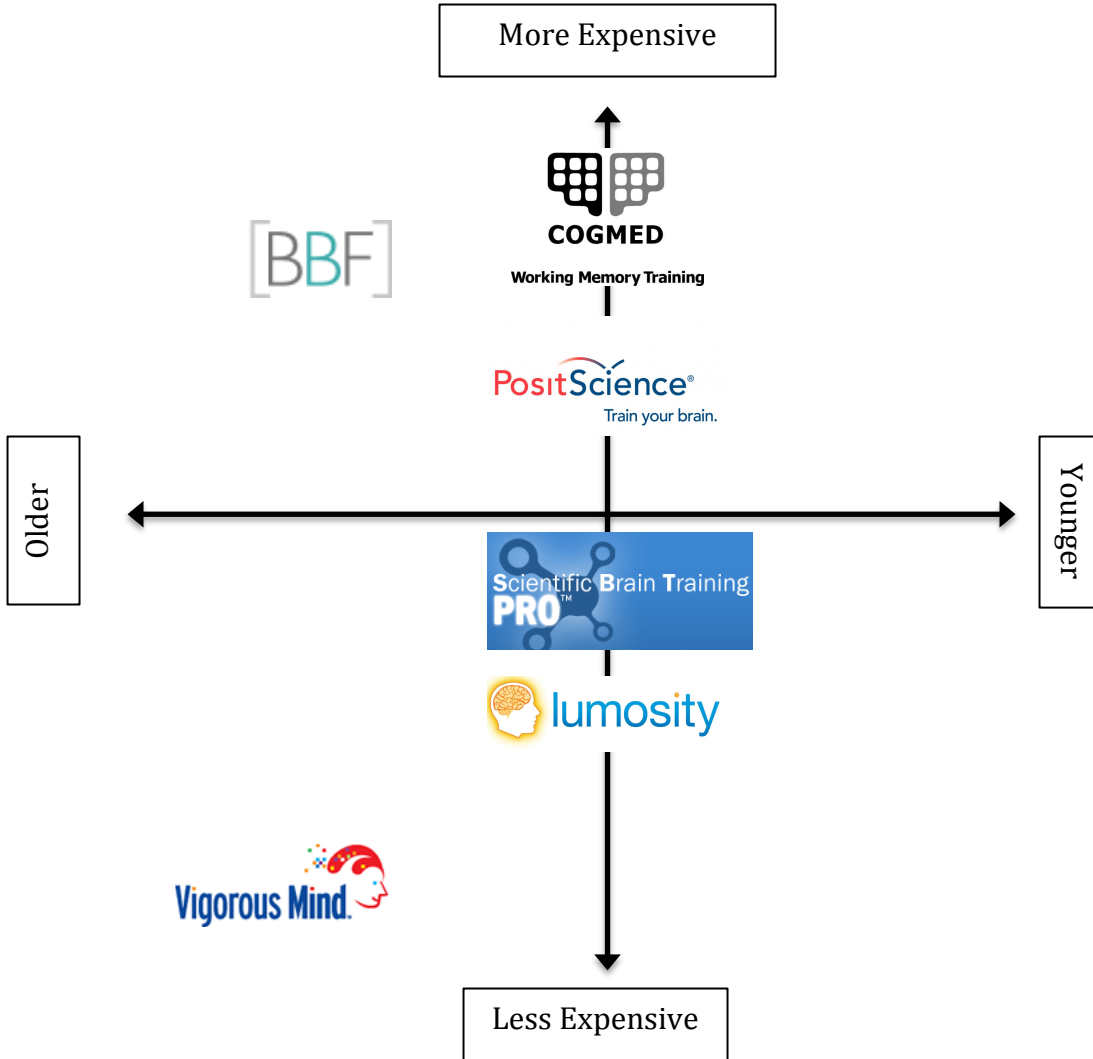 More Expensive
COGMED
[BBF]
Working Memory Training
PositScience®
Train your brain.
Older
Younger
Scientific Brain Training
PRO™
lumosity
Vigorous Mind.
Less Expensive